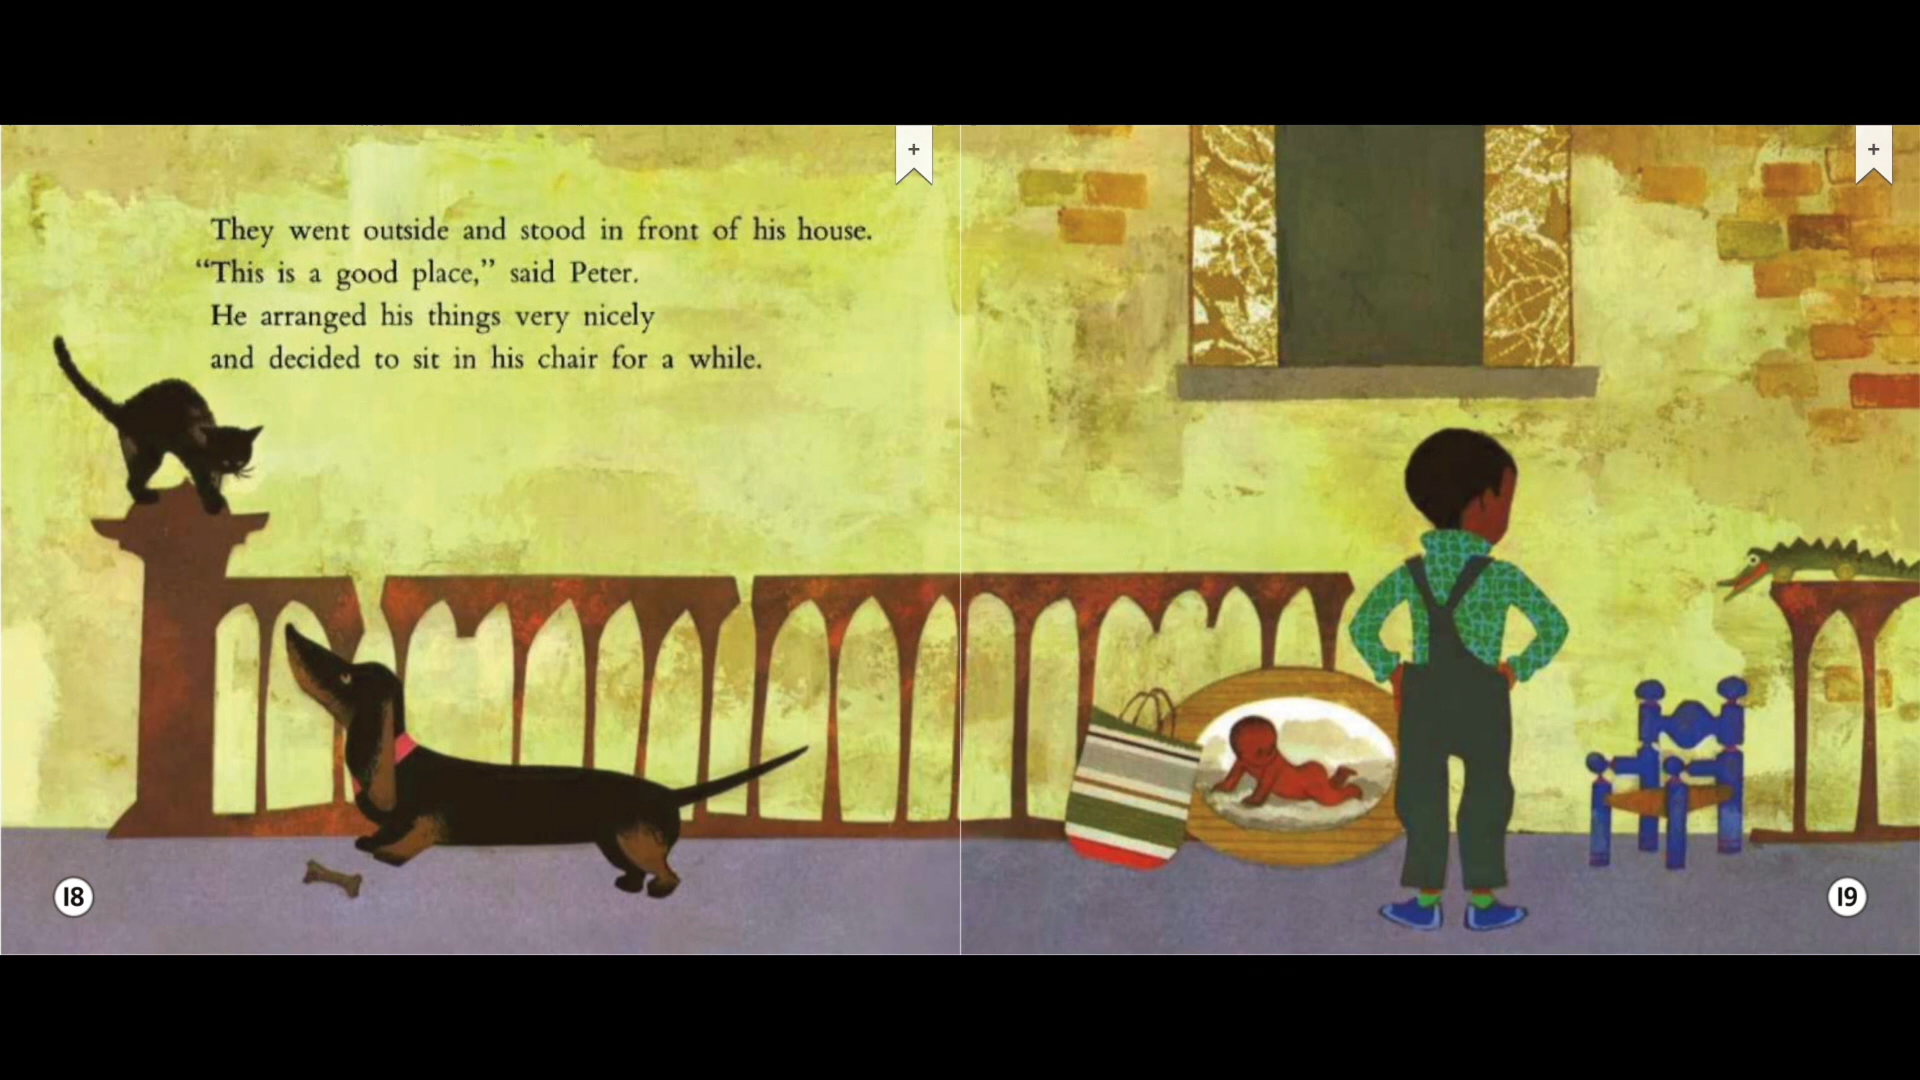 They went outside and stood in front of his house.
“This is a good place,” said Peter.
He arranged his things very nicely
and decided to sit in his chair for a while.
18
19